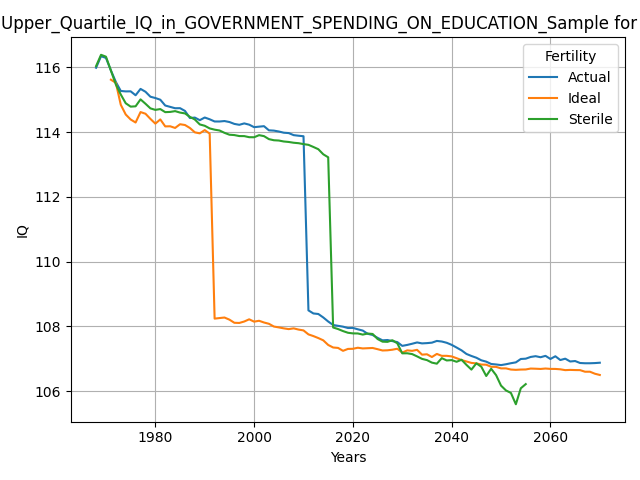 Upper_Quartile_IQ_in_GOVERNMENT_SPENDING_ON_EDUCATION_Sample for
Fertility
Actual
Ideal
Sterile
116
114
112
110
108
106
IQ
1980 2000 2020 2040 2060
Years